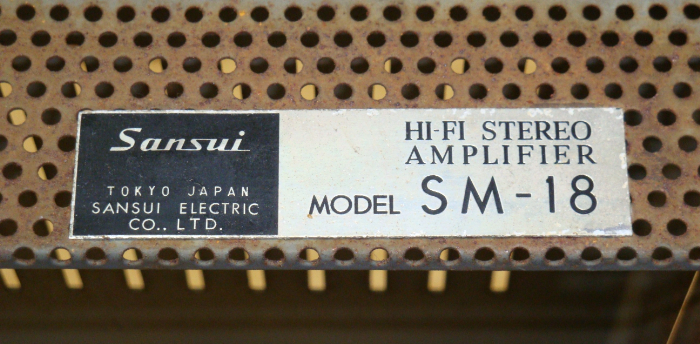 Sansui
TOKYO JAPAN
SANSUI ELECTRIC
CO., LTD.
HI-FI STEREO
AMPLIFIER
MODEL SM-18